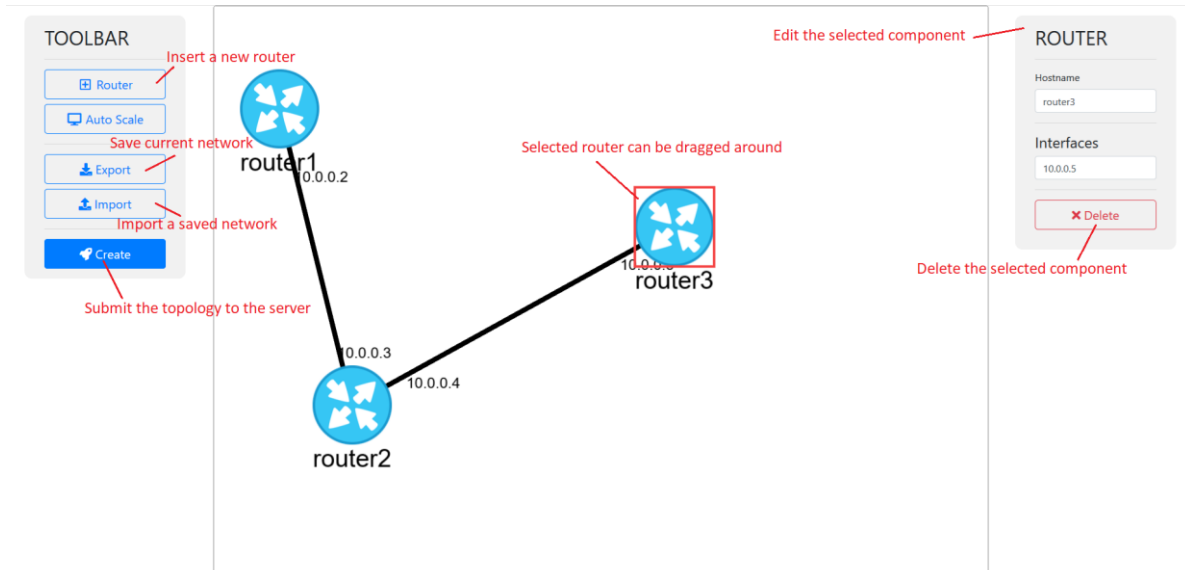 TOOLBAR
Insert a new router
Router
Auto Scale
Save current network
Export
Import
Import a saved network
Create
Submit the topology to the server
router1
10.0.0.2
Selected router can be dragged around
router3
10.0.0.3
10.0.0.4
router2
Edit the selected component
ROUTER
Hostname
router3
Interfaces
10.0.0.5
Delete
Delete the selected component